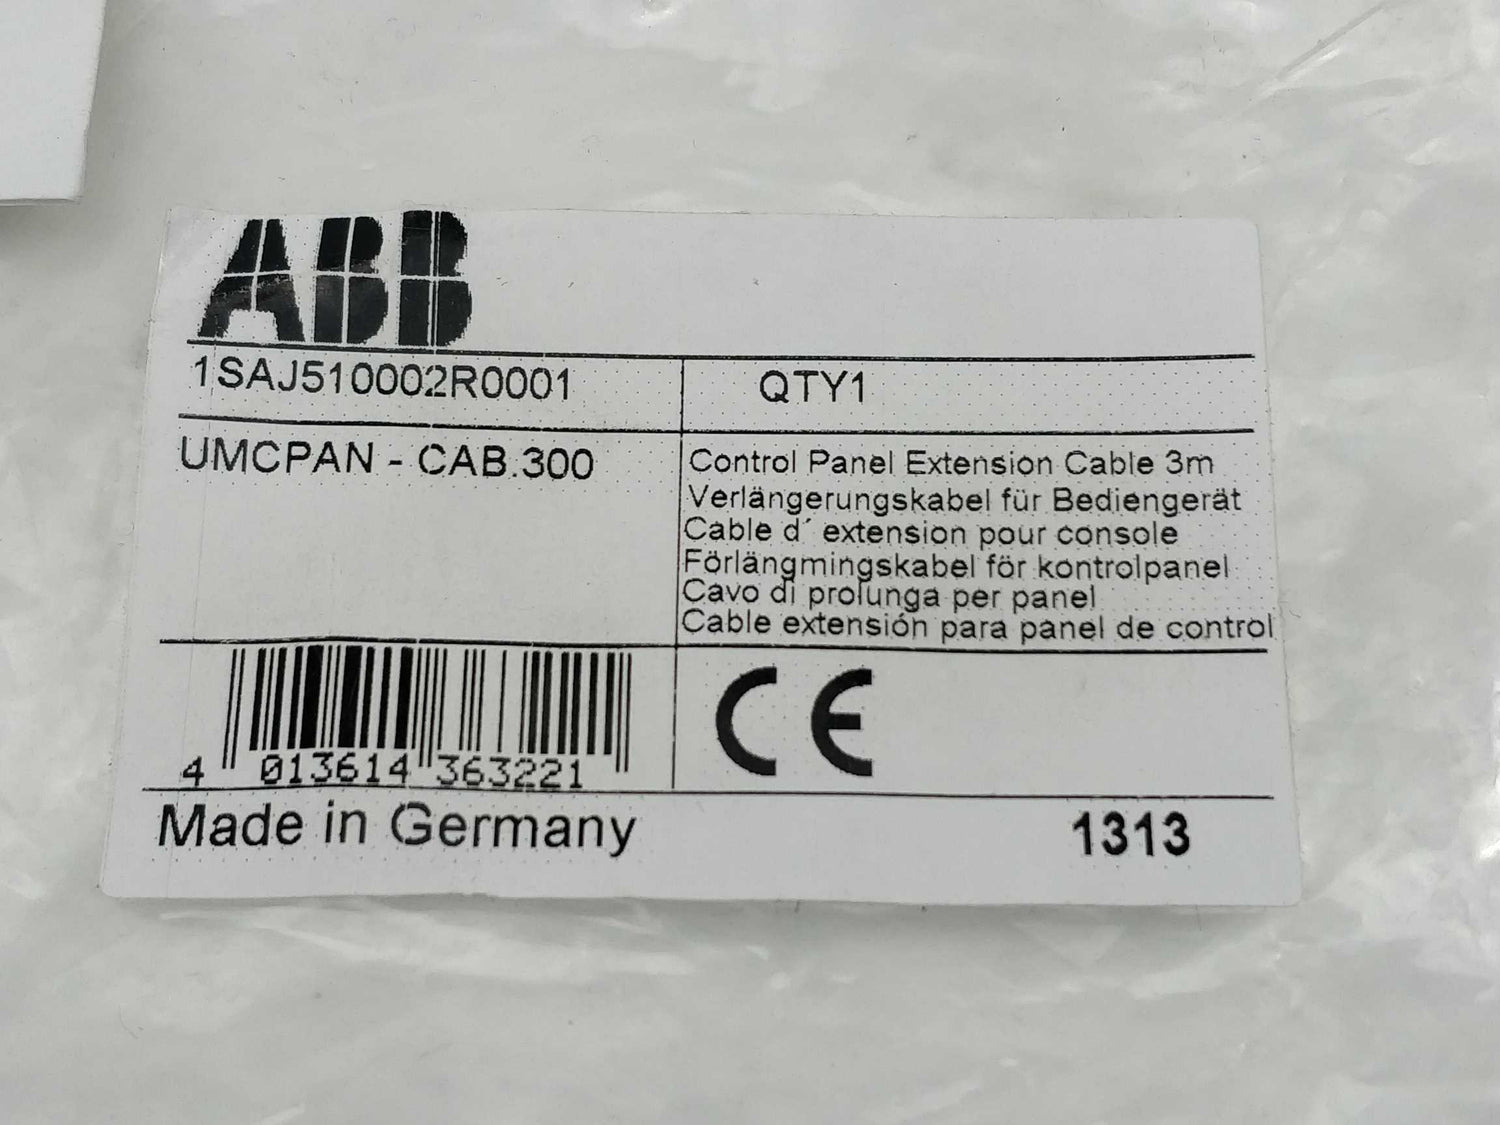 ABB
1SAJ510002R0001
QTY1
UMCPAN - CAB.300
Control Panel Extension Cable 3m
Verlängerungskabel für Bediengerät
Cable d´ extension pour console
Förlängmingskabel för kontrolpanel
Cavo di prolunga per panel
Cable extensión para panel de control
CE
4 013614 363221
Made in Germany
1313